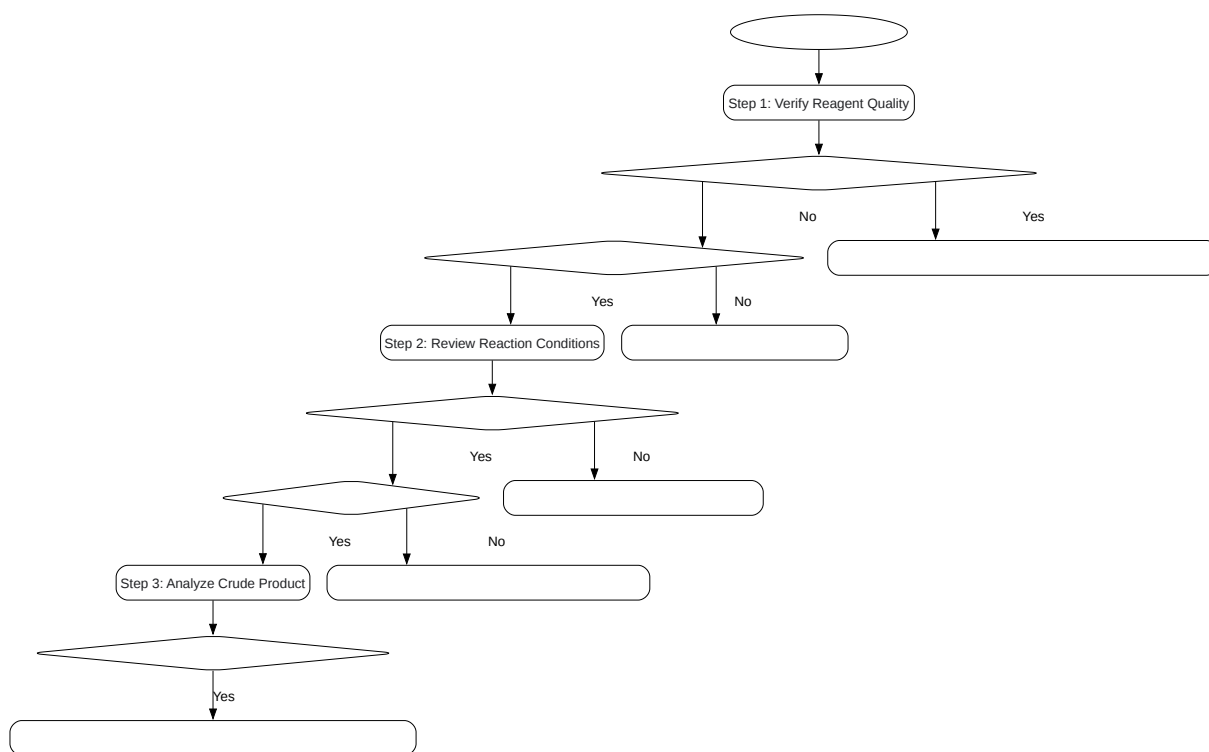 Step 1: Verify Reagent Quality
No
Yes
Yes
No
Step 2: Review Reaction Conditions
Yes
No
Yes
No
Step 3: Analyze Crude Product
Yes